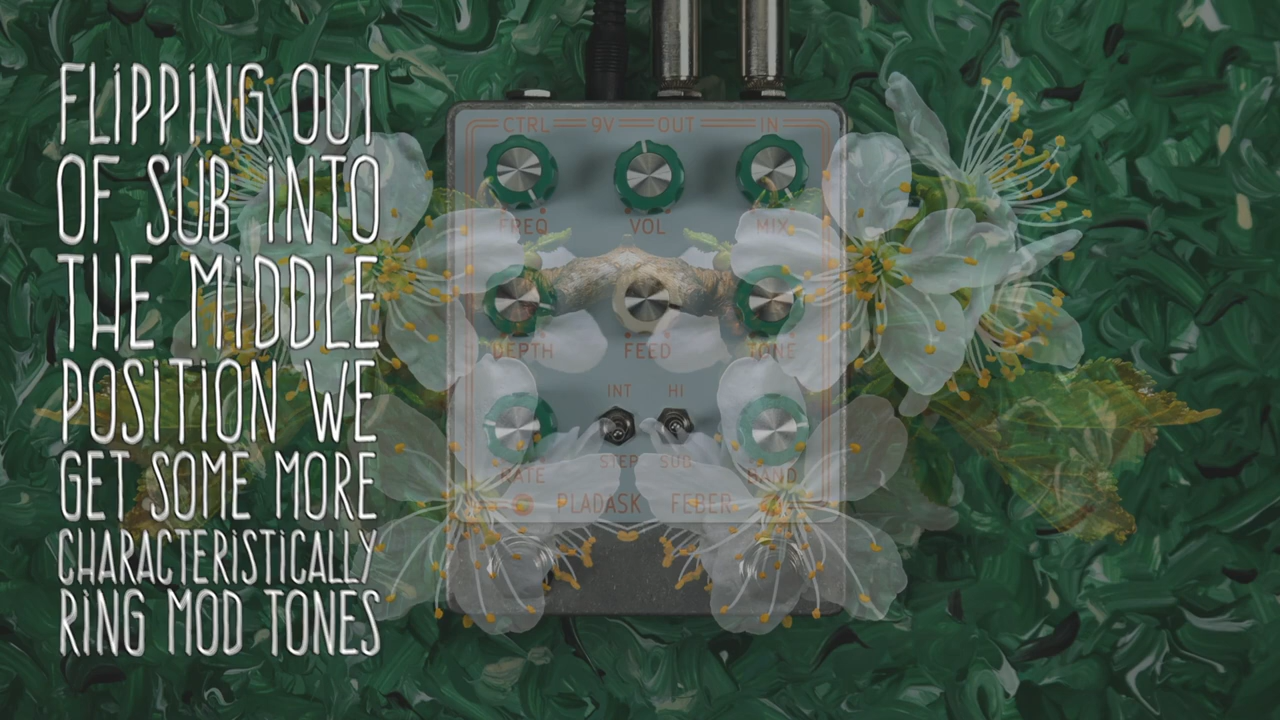 FLiPPiNG OUT
OF SUB iNTO
THE MiDDLE
POSiTiON WE
GET SOME MORE
CHARACTERiSTiCALLY
RiNG MOD TONES
CTRL 9V OUT IN
FREQ VOL MIX
DEPTH FEED TONE
INT HI
RATE STEP SUB BAND
PLADASK FEBER